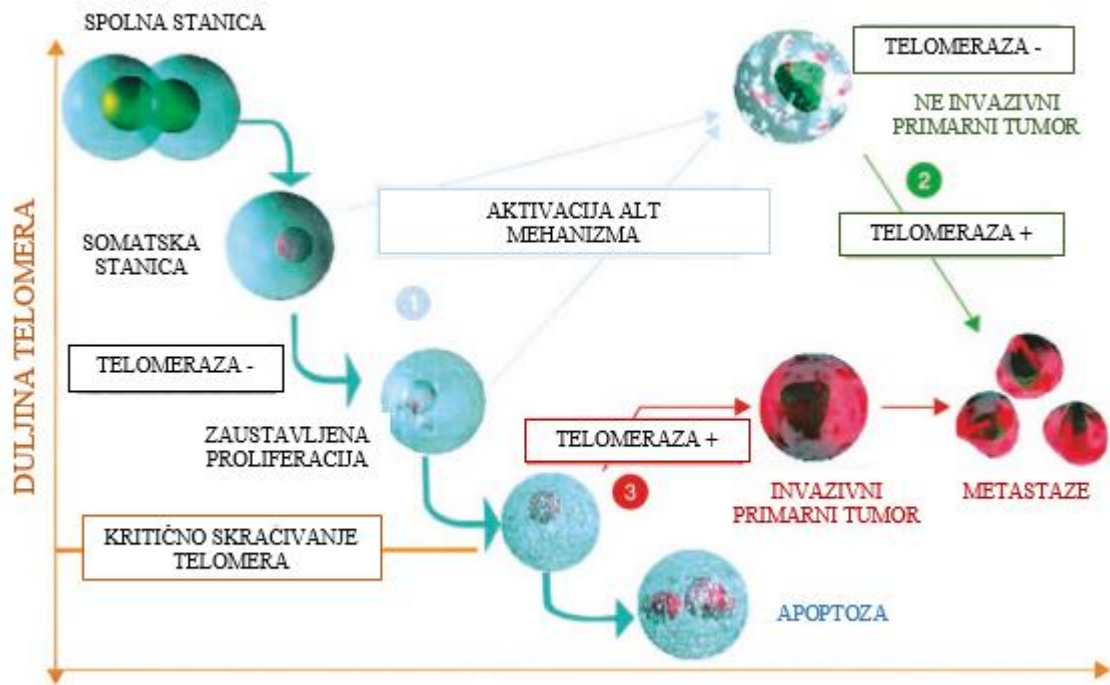 SPOLNA STANICA
TELOMERAZA -
NE INVAZIVNI
PRIMARNI TUMOR
2
AKTIVACIJA ALT
MEHANIZMA
TELOMERAZA +
SOMATSKA
STANICA
DULJINA TELOMERA
1
TELOMERAZA -
ZAUSTAVLJENA
PROLIFERACIJA
TELOMERAZA +
3
INVAZIVNI
PRIMARNI TUMOR
METASTAZE
KRITIČNO SKRAĆIVANJE
TELOMERA
APOPTOZA